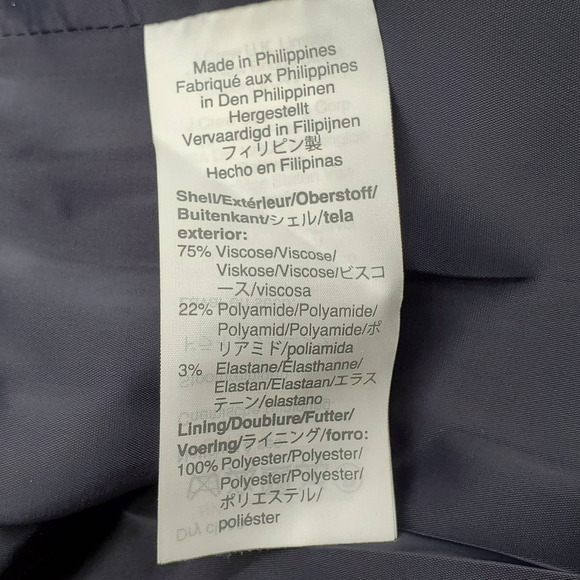 Made in Philippines
Fabriqué aux Philippines
in Den Philippinen
Hergestellt
Vervaardigd in Filipijnen
フィリピン製
Hecho en Filipinas
Shell/Extérieur/Oberstoff/
Buitenkant/シェル/tela
exterior:
75% Viscose/Viscose/
Viskose/Viscose/ビスコ
ース/viscosa
22% Polyamide/Polyamide/
Polyamid/Polyamide/ポ
リアミド/poliamida
3% Elastane/Élasthanne/
Elastan/Elastaan/エラス
テーン/elastano
Lining/Doublure/Futter/
Voering/ライニング/forro:
100% Polyester/Polyester/
Polyester/Polyester/
ポリエステル/
poliéster